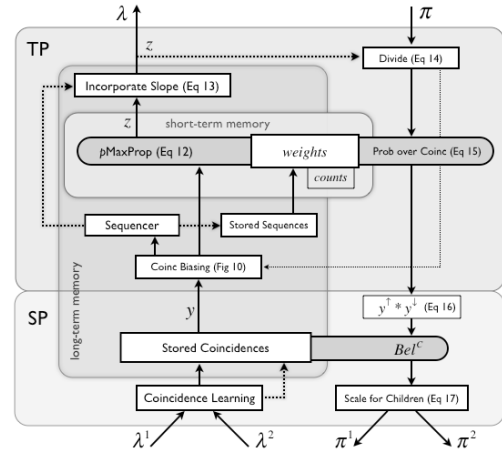 λ
π
TP
z
Divide (Eq 14)
Incorporate Slope (Eq 13)
z
short-term memory
pMaxProp (Eq 12)
weights
Prob over Coinc (Eq 15)
counts
Sequencer
Stored Sequences
Coinc Biasing (Fig 10)
long-term memory
SP
y
y↑ * y↓ (Eq 16)
Stored Coincidences
Bel^C
Coincidence Learning
Scale for Children (Eq 17)
λ¹ λ²
π¹ π²